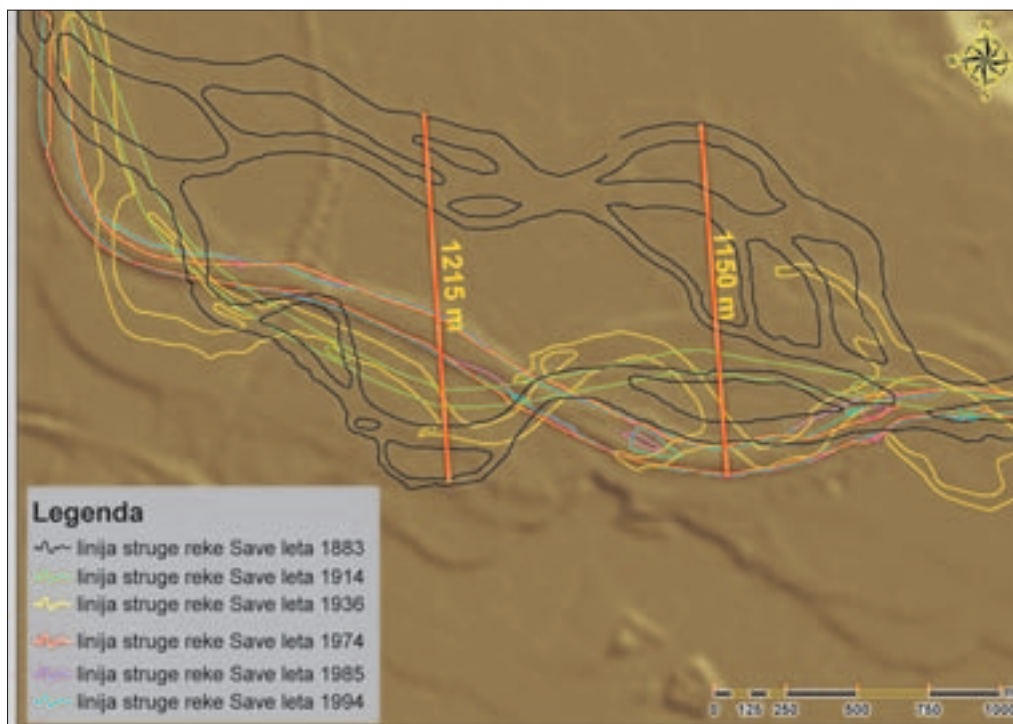 1215 m
1150 m
Legenda
linija struge reke Save leta 1883
linija struge reke Save leta 1914
linija struge reke Save leta 1936
linija struge reke Save leta 1974
linija struge reke Save leta 1985
linija struge reke Save leta 1994
0 125 250 500 750 1000